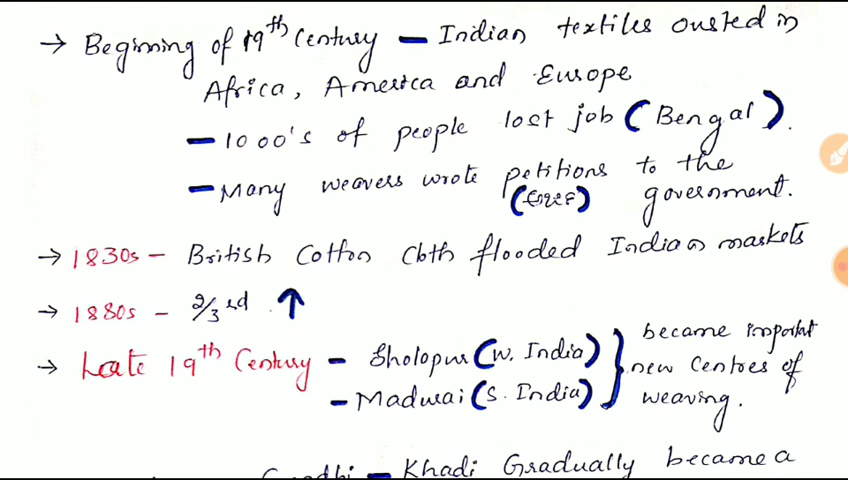 → Beginning of 19th Century – Indian textiles ousted in
Africa, America and Europe
– 1000's of people lost job (Bengal).
– Many weavers wrote petitions to the
government.
→ 1830s – British Cotton Cloth flooded Indian markets
→ 1880s – 2/3rd ↑
→ Late 19th Century – Sholapur (W. India) } became important
– Madurai (S. India) new Centres of
weaving.
Gandhi – Khadi Gradually became a